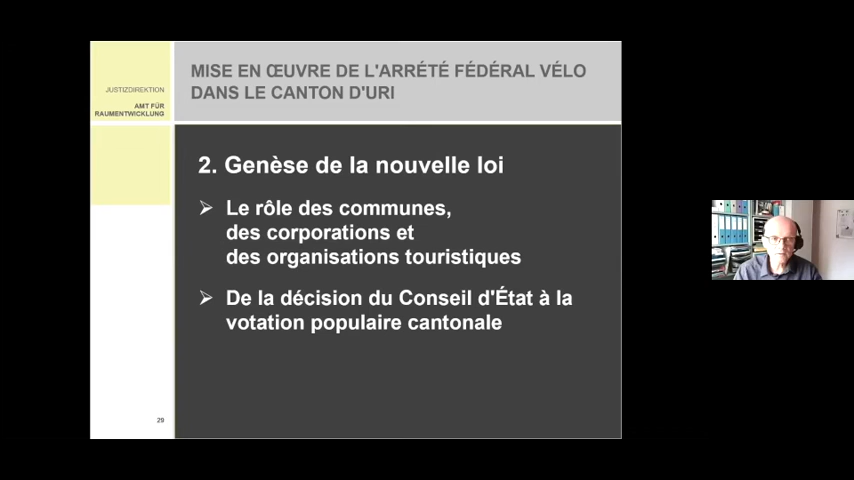 JUSTIZDIREKTION
AMT FÜR
RAUMENTWICKLUNG
MISE EN ŒUVRE DE L'ARRÉTÉ FÉDÉRAL VÉLO
DANS LE CANTON D'URI
2. Genèse de la nouvelle loi
➢ Le rôle des communes,
des corporations et
des organisations touristiques
➢ De la décision du Conseil d'État à la
votation populaire cantonale
29